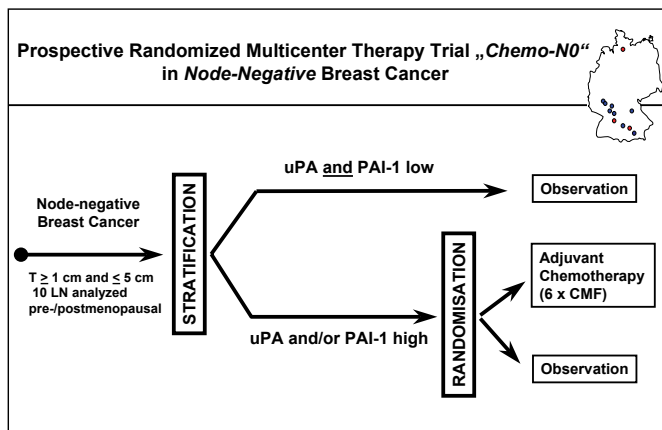 Prospective Randomized Multicenter Therapy Trial „Chemo-N0“
in Node-Negative Breast Cancer
uPA and PAI-1 low
Observation
Node-negative
Breast Cancer
T ≥ 1 cm and ≤ 5 cm
10 LN analyzed
pre-/postmenopausal
STRATIFICATION
uPA and/or PAI-1 high
RANDOMISATION
Adjuvant
Chemotherapy
(6 x CMF)
Observation